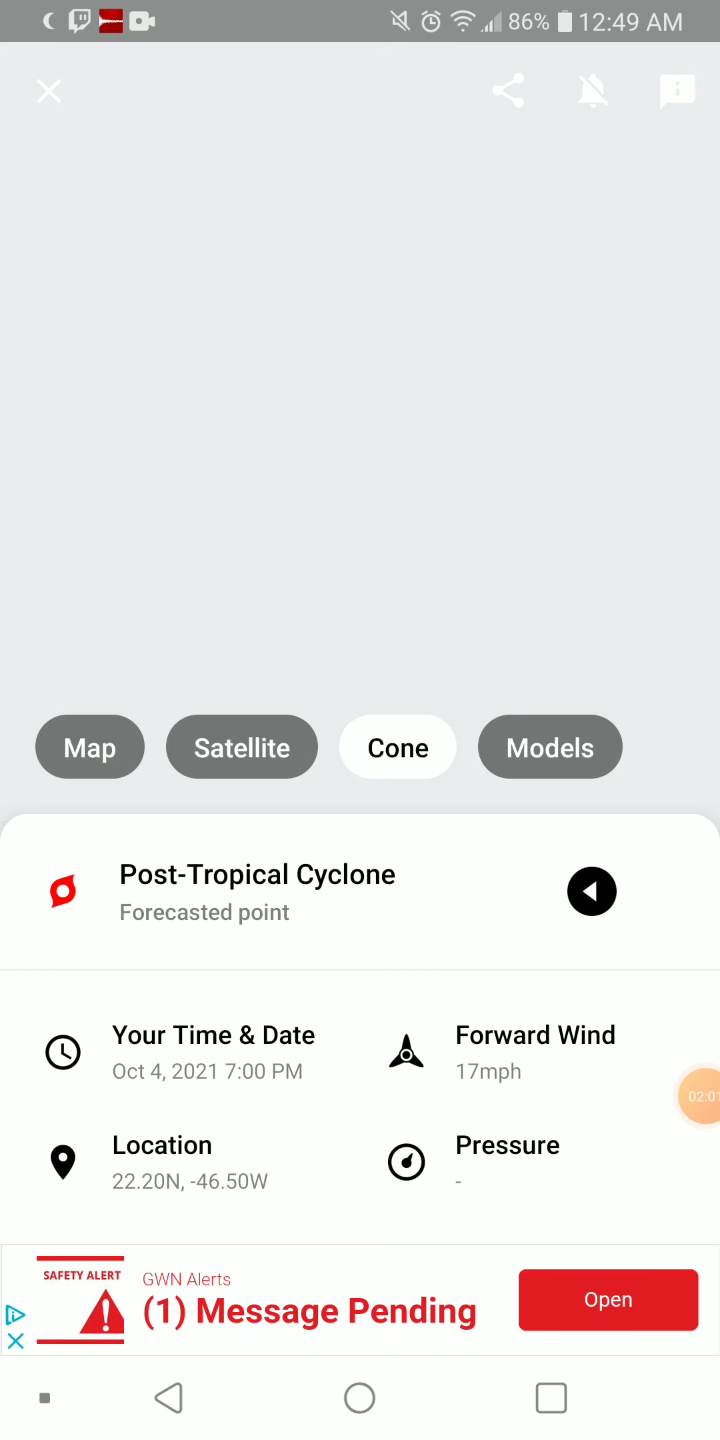 86% 12:49 AM
Map Satellite Cone Models
Post-Tropical Cyclone
Forecasted point
Your Time & Date
Oct 4, 2021 7:00 PM
Forward Wind
17mph
Location
22.20N, -46.50W
Pressure
-
02:01
SAFETY ALERT
GWN Alerts
(1) Message Pending
Open